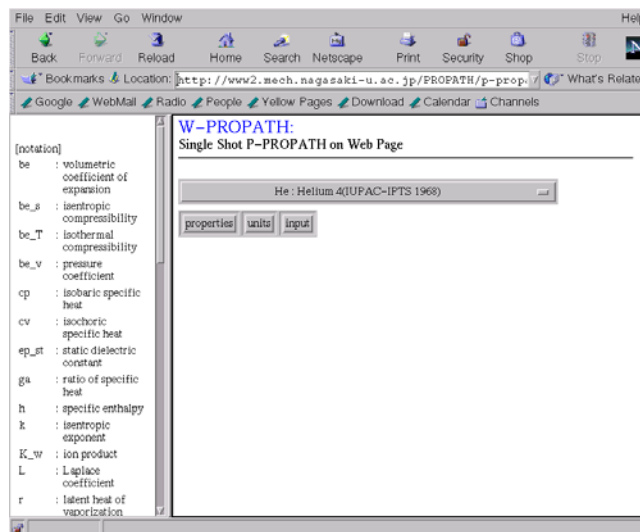 File Edit View Go Window Help
Back Forward Reload Home Search Netscape Print Security Shop Stop
Bookmarks Location: http://www2.mech.nagasaki-u.ac.jp/PROPATH/p-prop. What's Relate
Google WebMail Radio People Yellow Pages Download Calendar Channels
[notation]
be : volumetric
coefficient of
expansion
be_s : isentropic
compressibility
be_T : isothermal
compressibility
be_v : pressure
coefficient
cp : isobaric specific
heat
cv : isochoric
specific heat
ep_st : static dielectric
constant
ga : ratio of specific
heat
h : specific enthalpy
k : isentropic
exponent
K_w : ion product
L : Laplace
coefficient
r : latent heat of
vaporization
W-PROPATH:
Single Shot P-PROPATH on Web Page
He : Helium 4(IUPAC-IPTS 1968)
properties units input